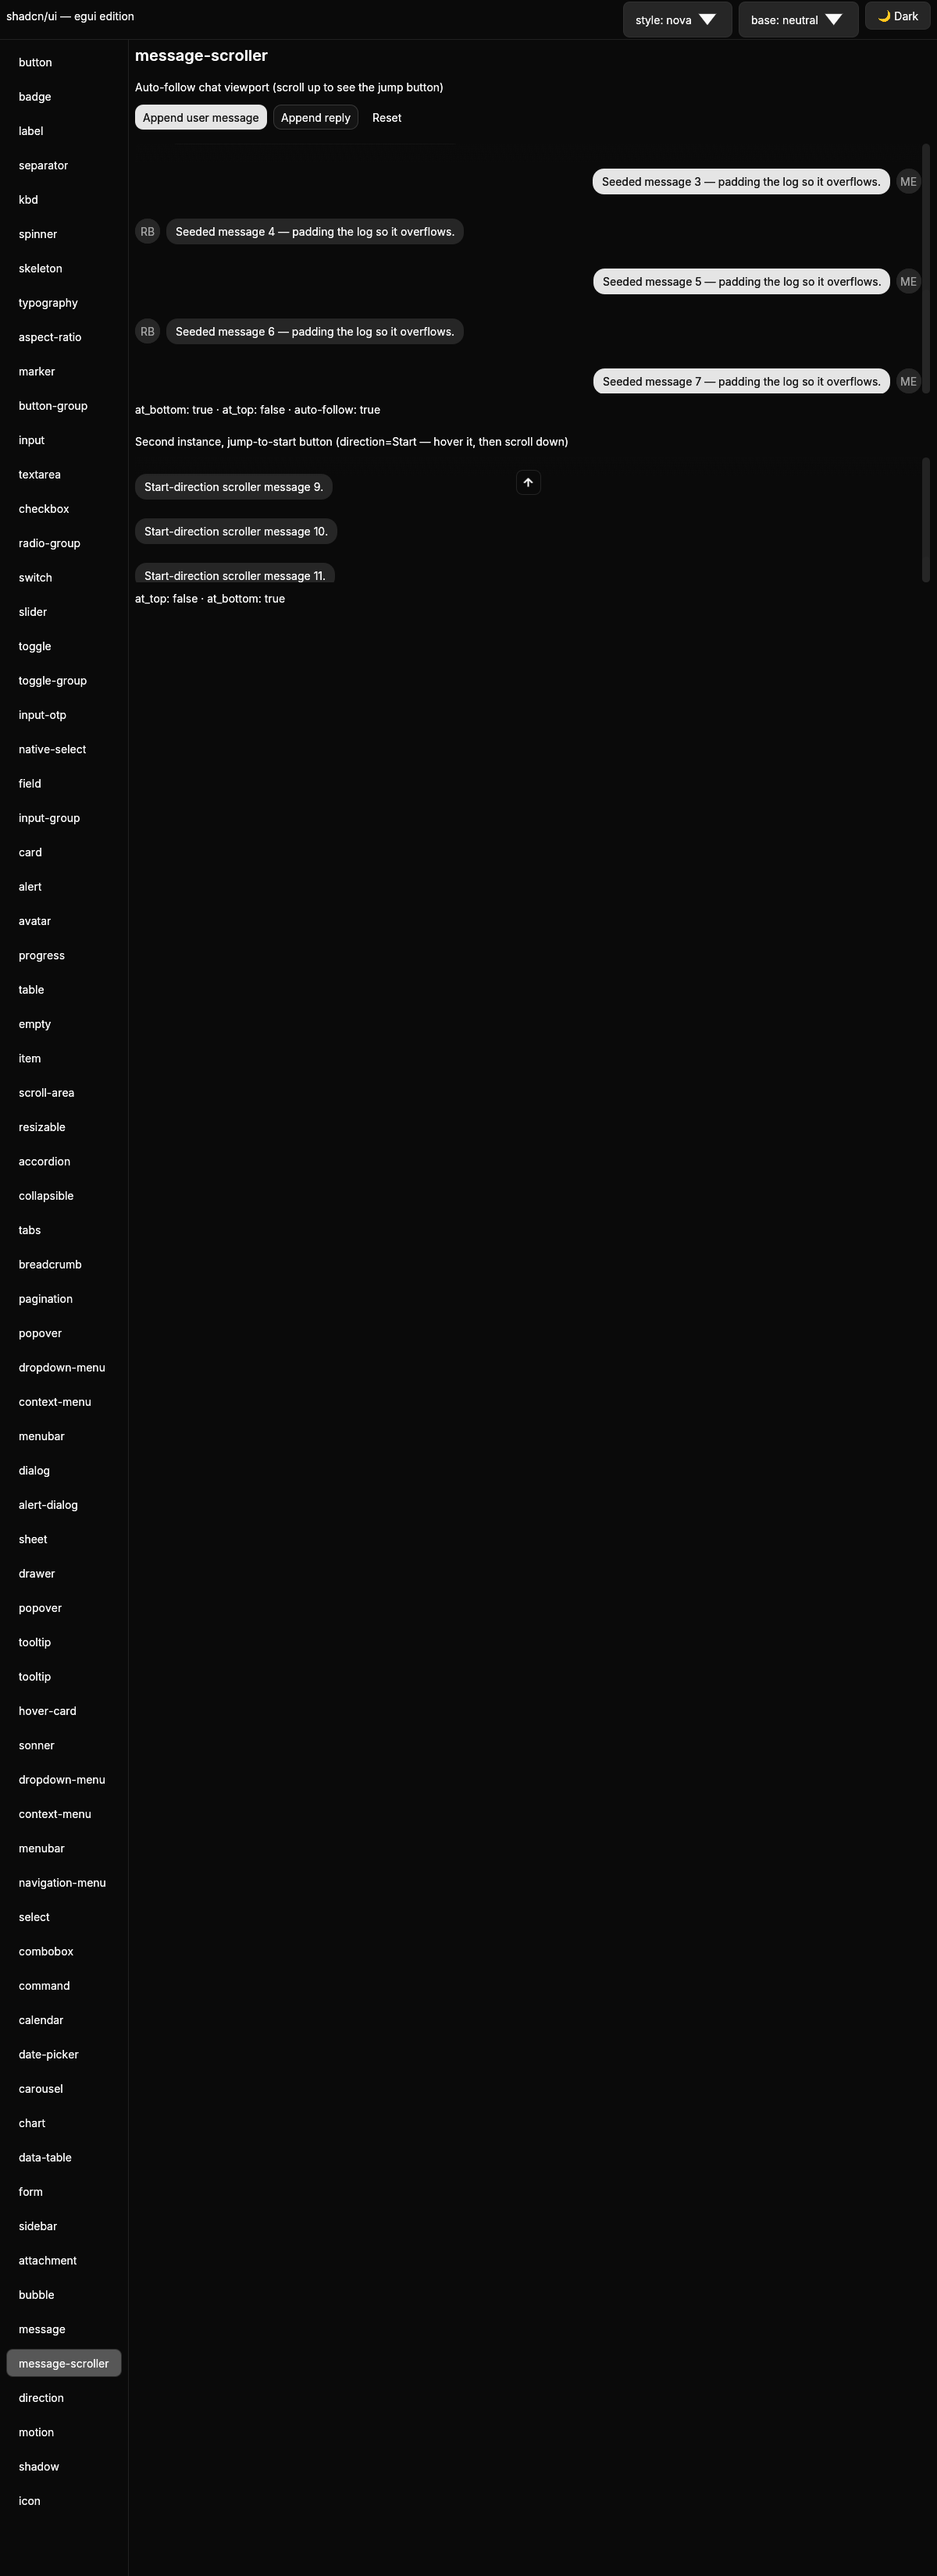 shadcn/ui — egui edition
style: nova
base: neutral
🌙 Dark
button
badge
label
separator
kbd
spinner
skeleton
typography
aspect-ratio
marker
button-group
input
textarea
checkbox
radio-group
switch
slider
toggle
toggle-group
input-otp
native-select
field
input-group
card
alert
avatar
progress
table
empty
item
scroll-area
resizable
accordion
collapsible
tabs
breadcrumb
pagination
popover
dropdown-menu
context-menu
menubar
dialog
alert-dialog
sheet
drawer
popover
tooltip
tooltip
hover-card
sonner
dropdown-menu
context-menu
menubar
navigation-menu
select
combobox
command
calendar
date-picker
carousel
chart
data-table
form
sidebar
attachment
bubble
message
message-scroller
direction
motion
shadow
icon
message-scroller
Auto-follow chat viewport (scroll up to see the jump button)
Append user message
Append reply
Reset
Seeded message 3 — padding the log so it overflows.
ME
RB
Seeded message 4 — padding the log so it overflows.
Seeded message 5 — padding the log so it overflows.
ME
RB
Seeded message 6 — padding the log so it overflows.
Seeded message 7 — padding the log so it overflows.
ME
at_bottom: true · at_top: false · auto-follow: true
Second instance, jump-to-start button (direction=Start — hover it, then scroll down)
Start-direction scroller message 9.
Start-direction scroller message 10.
Start-direction scroller message 11.
at_top: false · at_bottom: true